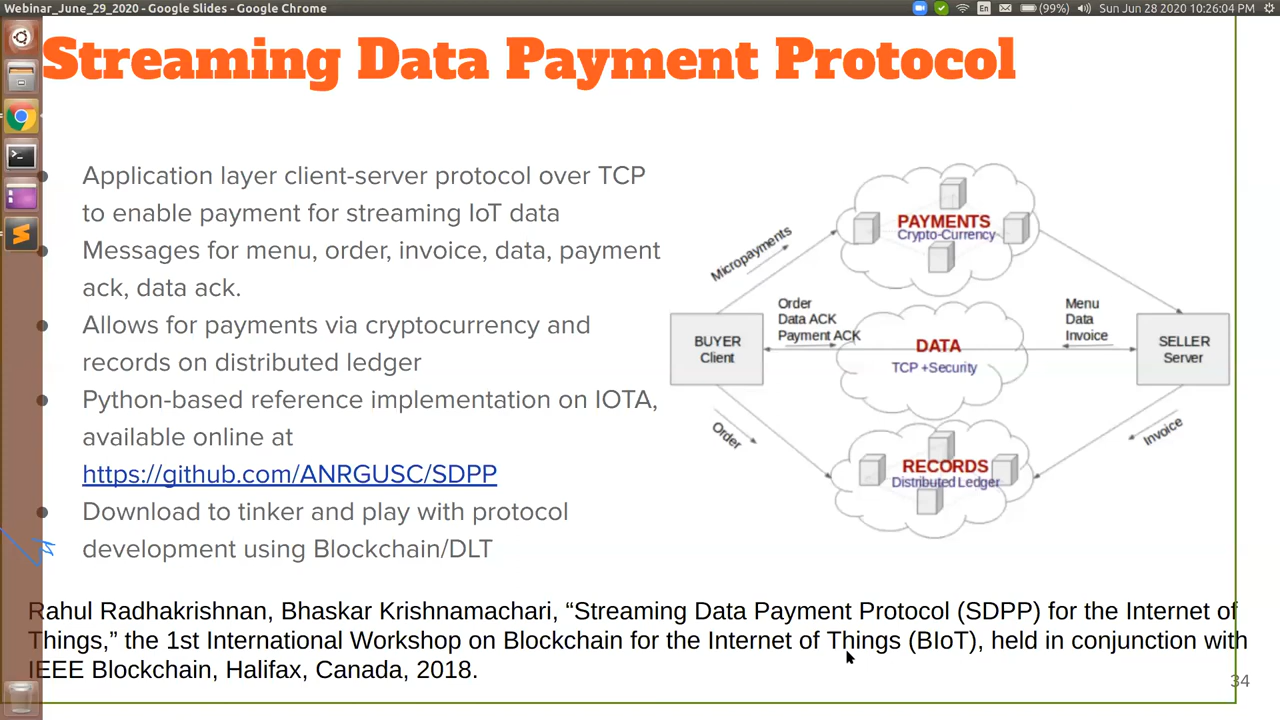 Webinar_June_29_2020 - Google Slides - Google Chrome
En
(99%)
Sun Jun 28 2020 10:26:04 PM
Streaming Data Payment Protocol
Application layer client-server protocol over TCP
to enable payment for streaming IoT data
Messages for menu, order, invoice, data, payment
ack, data ack.
Allows for payments via cryptocurrency and
records on distributed ledger
Python-based reference implementation on IOTA,
available online at
https://github.com/ANRGUSC/SDPP
Download to tinker and play with protocol
development using Blockchain/DLT
PAYMENTS
Crypto-Currency
Micropayments
Order
Data ACK
Payment ACK
Menu
Data
Invoice
BUYER
Client
DATA
TCP +Security
SELLER
Server
Order
Invoice
RECORDS
Distributed Ledger
Rahul Radhakrishnan, Bhaskar Krishnamachari, “Streaming Data Payment Protocol (SDPP) for the Internet of
Things,” the 1st International Workshop on Blockchain for the Internet of Things (BIoT), held in conjunction with
IEEE Blockchain, Halifax, Canada, 2018.
34